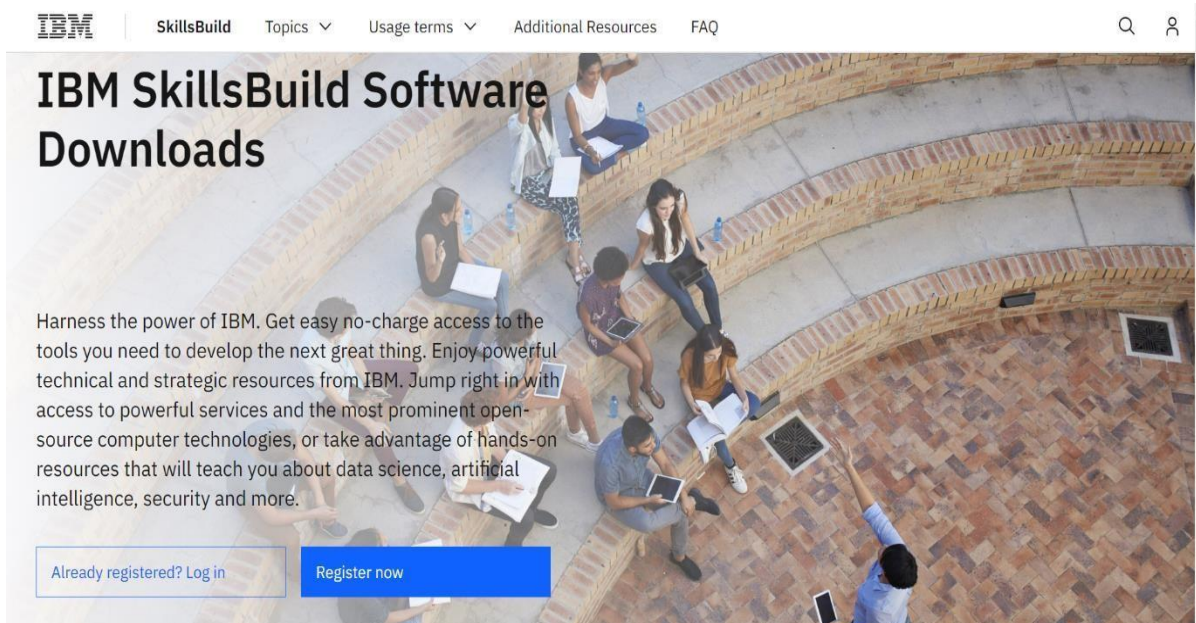 IBM SkillsBuild Topics Usage terms Additional Resources FAQ
IBM SkillsBuild Software
Downloads
Harness the power of IBM. Get easy no-charge access to the
tools you need to develop the next great thing. Enjoy powerful
technical and strategic resources from IBM. Jump right in with
access to powerful services and the most prominent open-
source computer technologies, or take advantage of hands-on
resources that will teach you about data science, artificial
intelligence, security and more.
Already registered? Log in Register now